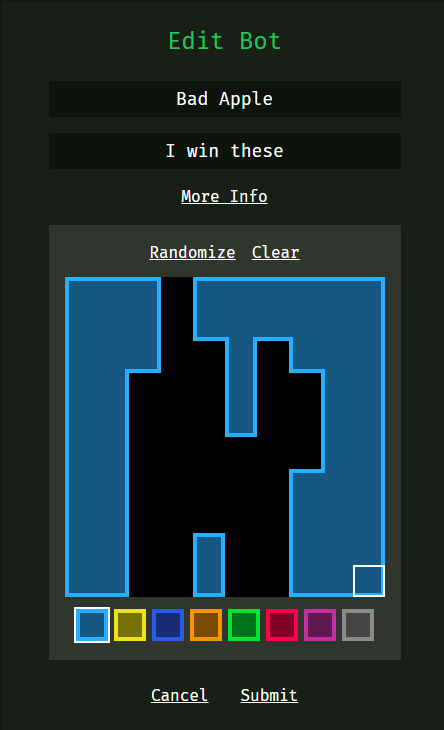 Edit Bot
Bad Apple
I win these
More Info
Randomize Clear
Cancel Submit